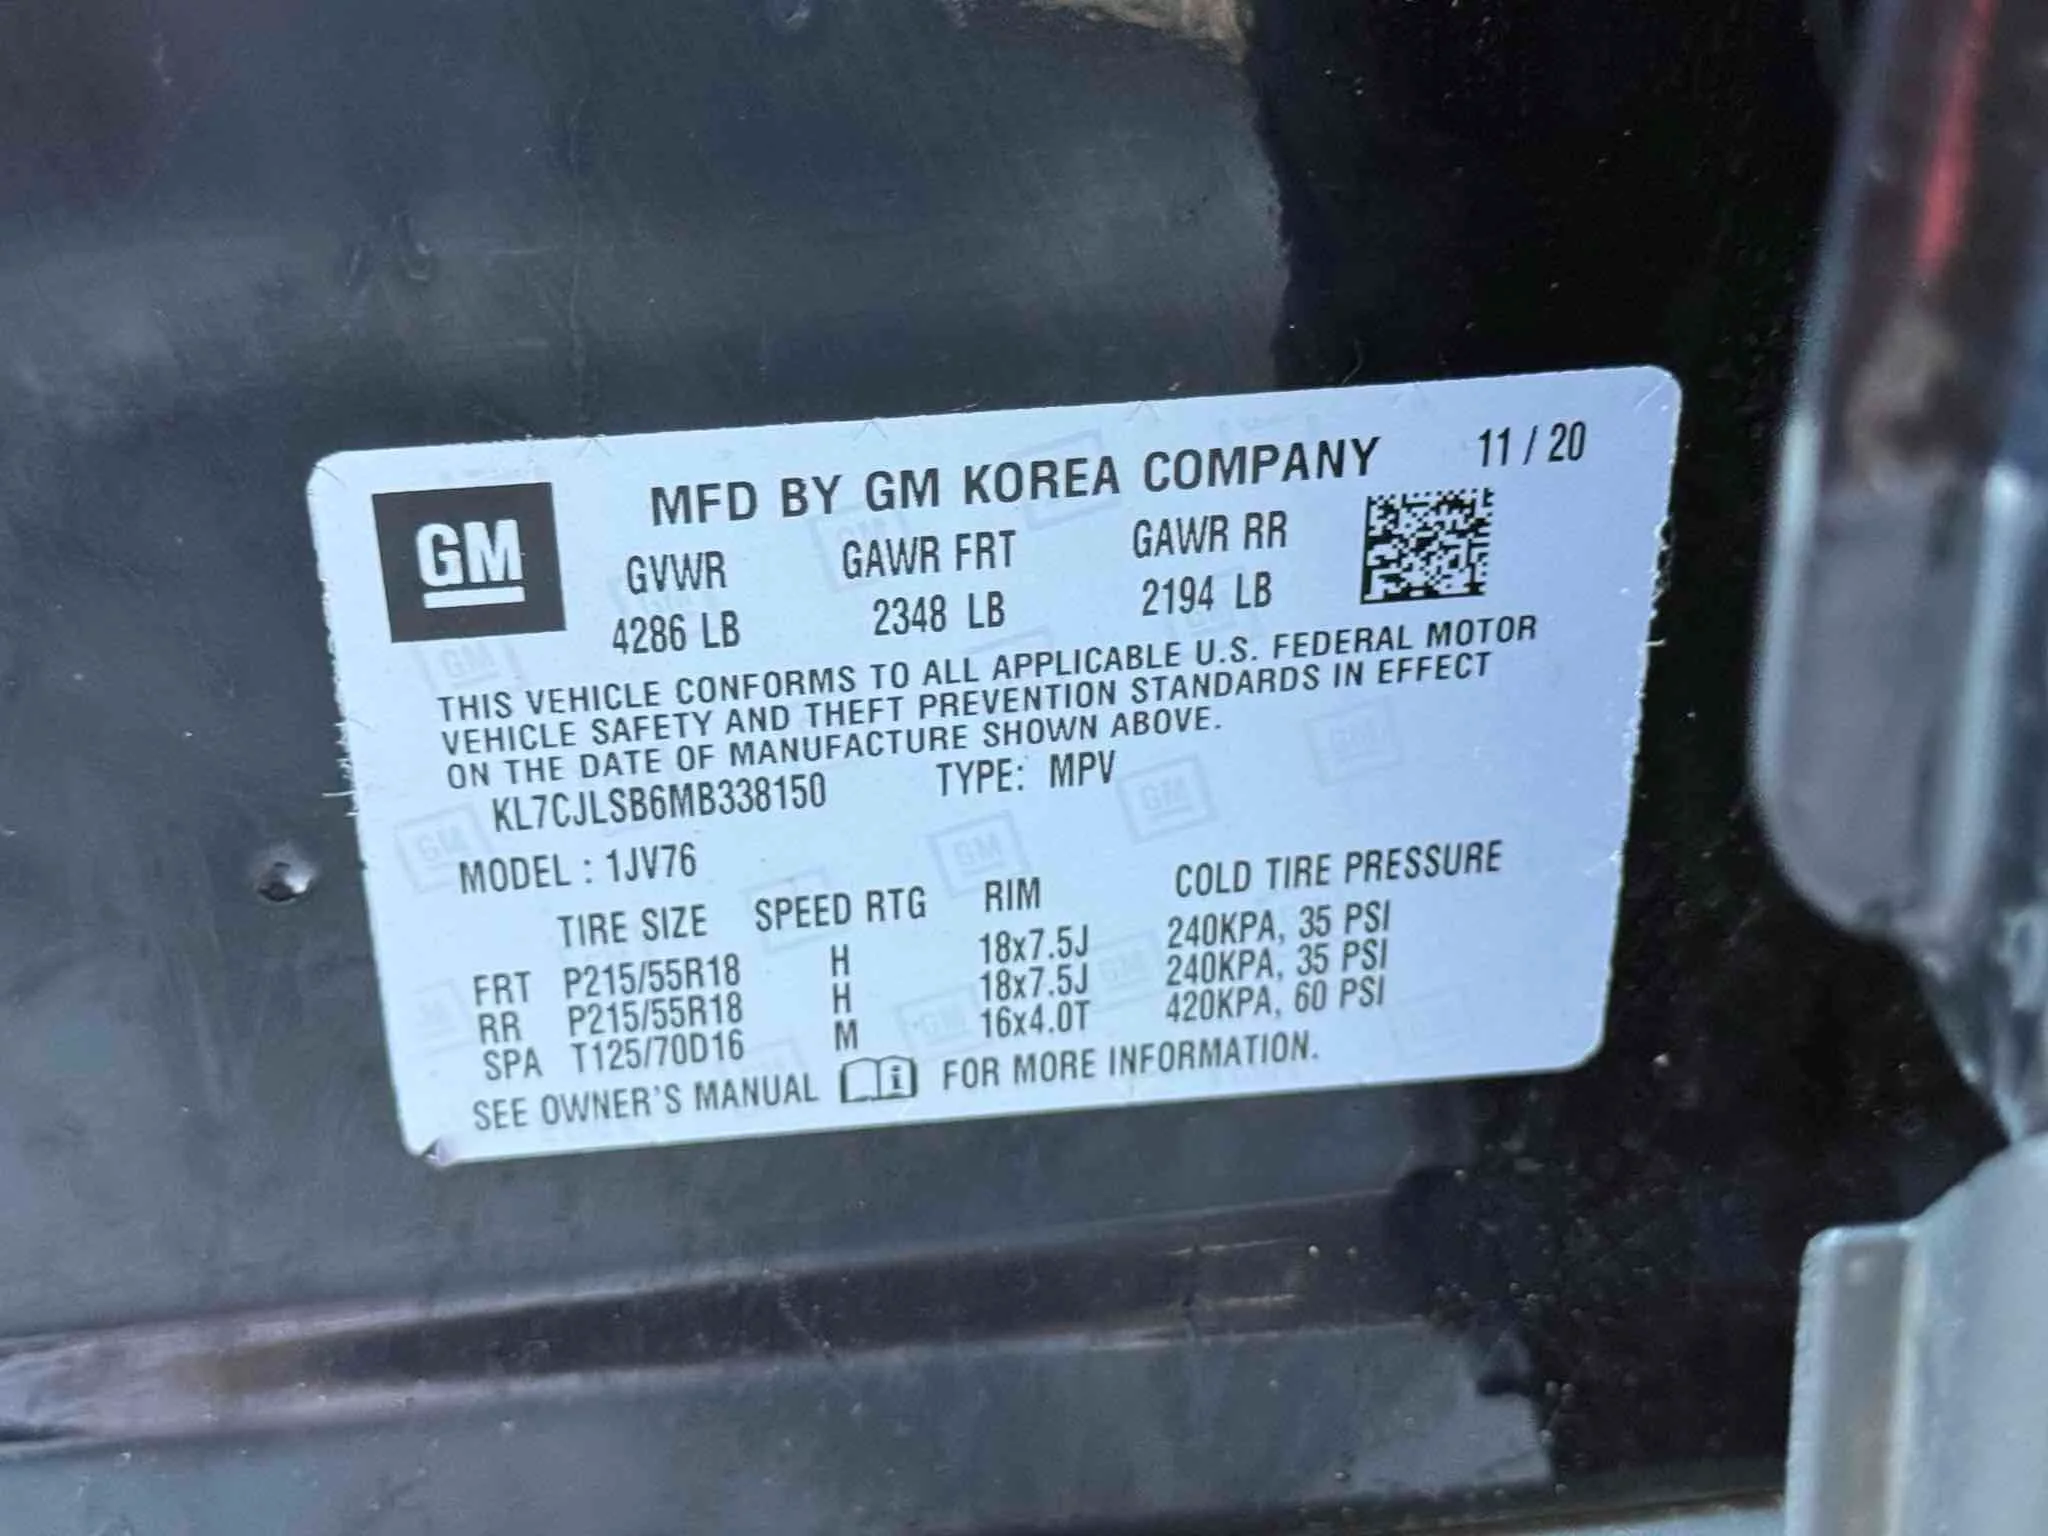 MFD BY GM KOREA COMPANY 11 / 20
GM
GVWR GAWR FRT GAWR RR
4286 LB 2348 LB 2194 LB
THIS VEHICLE CONFORMS TO ALL APPLICABLE U.S. FEDERAL MOTOR
VEHICLE SAFETY AND THEFT PREVENTION STANDARDS IN EFFECT
ON THE DATE OF MANUFACTURE SHOWN ABOVE.
KL7CJLSB6MB338150 TYPE: MPV
MODEL : 1JV76
TIRE SIZE SPEED RTG RIM COLD TIRE PRESSURE
FRT P215/55R18 H 18x7.5J 240KPA, 35 PSI
RR P215/55R18 H 18x7.5J 240KPA, 35 PSI
SPA T125/70D16 M 16x4.0T 420KPA, 60 PSI
SEE OWNER'S MANUAL i FOR MORE INFORMATION.